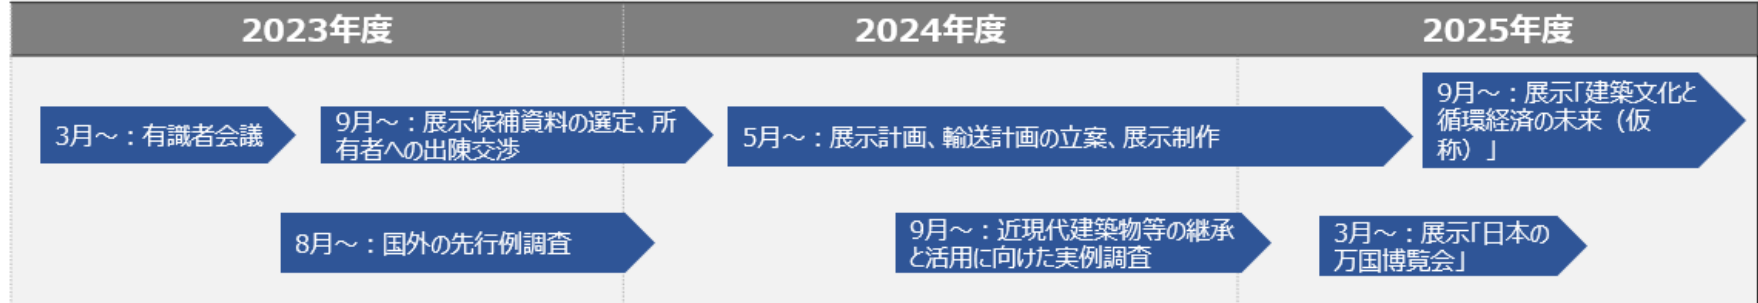 2023年度
2024年度
2025年度
3月～：有識者会議
9月～：展示候補資料の選定、所
有者への出陳交渉
5月～：展示計画、輸送計画の立案、展示制作
9月～：展示「建築文化と
循環経済の未来（仮
称）」
8月～：国外の先行例調査
9月～：近現代建築物等の継承
と活用に向けた実例調査
3月～：展示「日本の
万国博覧会」